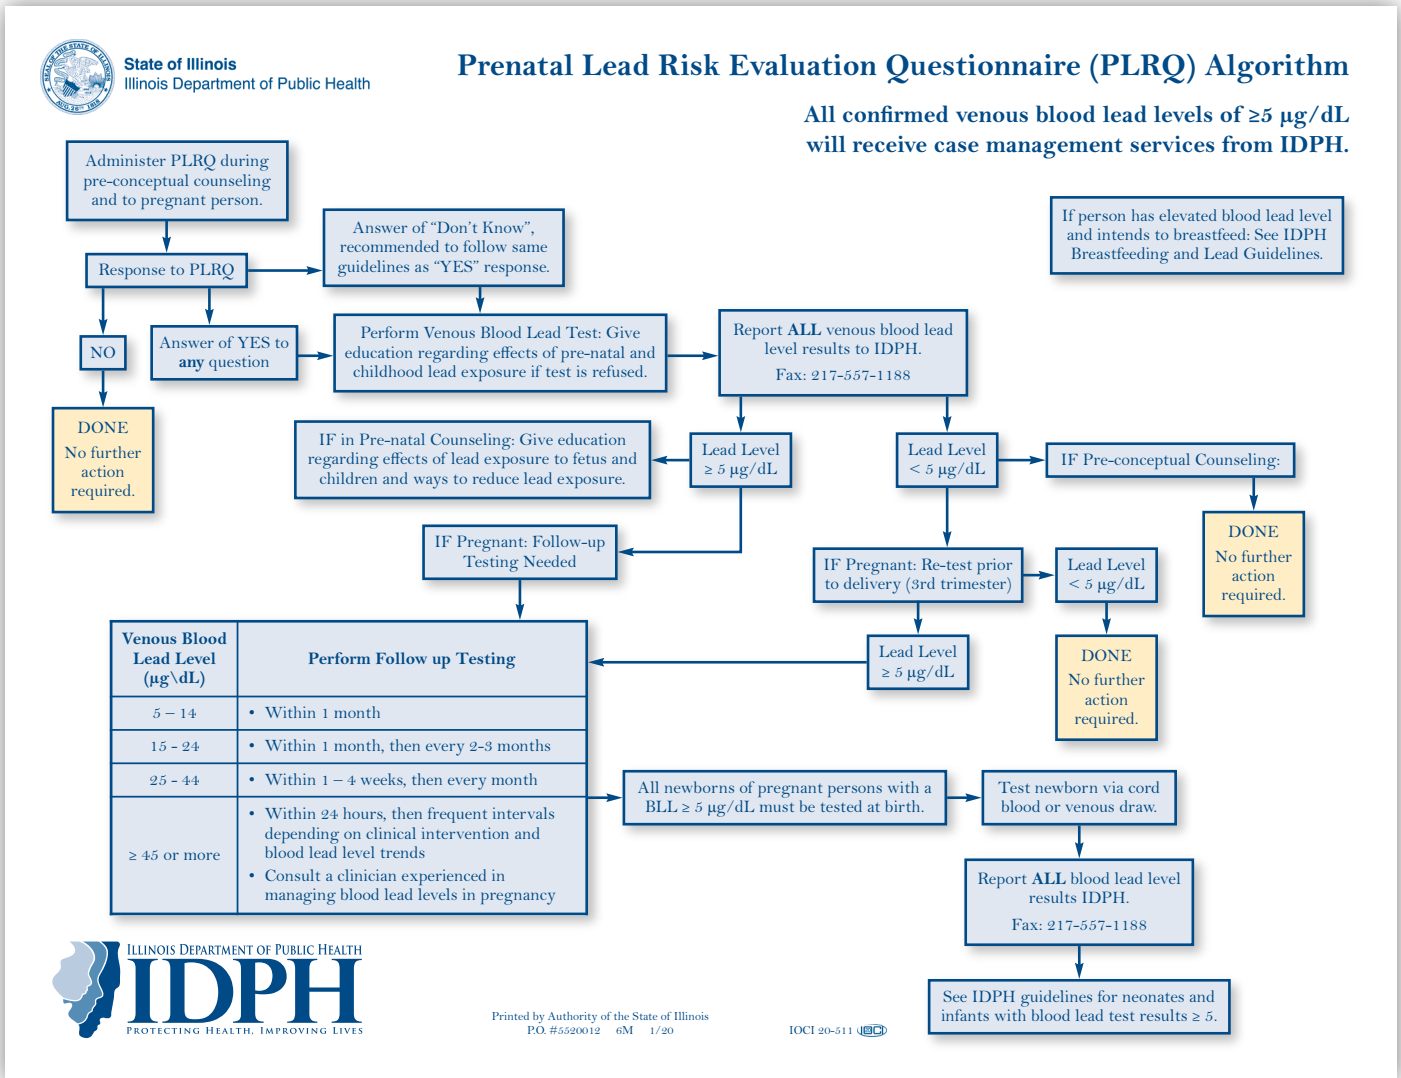 State of Illinois
Illinois Department of Public Health
Prenatal Lead Risk Evaluation Questionnaire (PLRQ) Algorithm
All confirmed venous blood lead levels of ≥5 µg/dL
will receive case management services from IDPH.
Administer PLRQ during
pre-conceptual counseling
and to pregnant person.
Response to PLRQ
Answer of “Don’t Know”,
recommended to follow same
guidelines as “YES” response.
If person has elevated blood lead level
and intends to breastfeed: See IDPH
Breastfeeding and Lead Guidelines.
NO
Answer of YES to
any question
Perform Venous Blood Lead Test: Give
education regarding effects of pre-natal and
childhood lead exposure if test is refused.
Report ALL venous blood lead
level results to IDPH.
Fax: 217-557-1188
DONE
No further
action
required.
IF in Pre-natal Counseling: Give education
regarding effects of lead exposure to fetus and
children and ways to reduce lead exposure.
Lead Level
≥ 5 µg/dL
Lead Level
< 5 µg/dL
IF Pre-conceptual Counseling:
DONE
No further
action
required.
IF Pregnant: Follow-up
Testing Needed
IF Pregnant: Re-test prior
to delivery (3rd trimester)
Lead Level
< 5 µg/dL
DONE
No further
action
required.
Lead Level
≥ 5 µg/dL
Venous Blood
Lead Level
(µg\dL)
Perform Follow up Testing
5 – 14
• Within 1 month
15 - 24
• Within 1 month, then every 2-3 months
25 - 44
• Within 1 – 4 weeks, then every month
≥ 45 or more
• Within 24 hours, then frequent intervals
depending on clinical intervention and
blood lead level trends
• Consult a clinician experienced in
managing blood lead levels in pregnancy
All newborns of pregnant persons with a
BLL ≥ 5 µg/dL must be tested at birth.
Test newborn via cord
blood or venous draw.
Report ALL blood lead level
results IDPH.
Fax: 217-557-1188
See IDPH guidelines for neonates and
infants with blood lead test results ≥ 5.
ILLINOIS DEPARTMENT OF PUBLIC HEALTH
IDPH
PROTECTING HEALTH, IMPROVING LIVES
Printed by Authority of the State of Illinois
P.O. #5520012 6M 1/20
IOCI 20-511